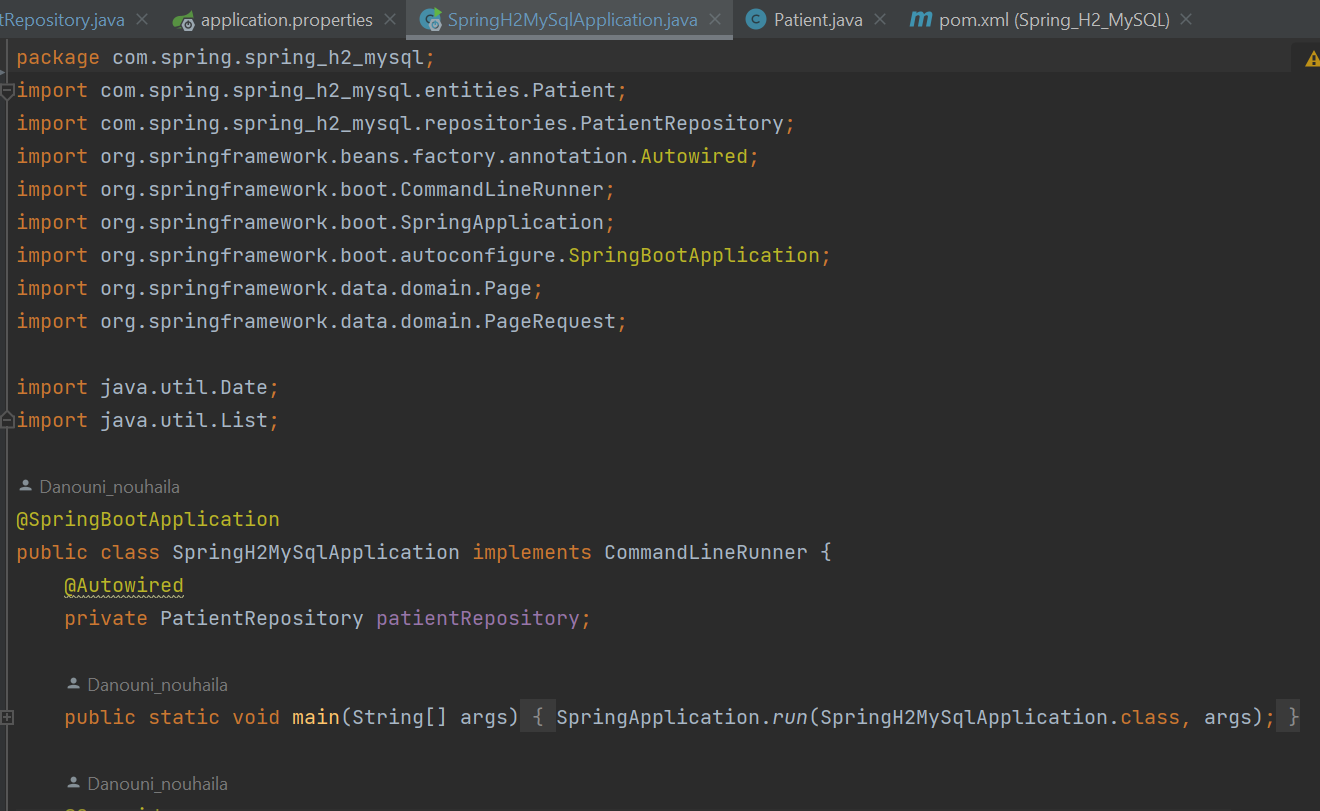 tRepository.java application.properties SpringH2MySqlApplication.java Patient.java pom.xml (Spring_H2_MySQL)
package com.spring.spring_h2_mysql;
import com.spring.spring_h2_mysql.entities.Patient;
import com.spring.spring_h2_mysql.repositories.PatientRepository;
import org.springframework.beans.factory.annotation.Autowired;
import org.springframework.boot.CommandLineRunner;
import org.springframework.boot.SpringApplication;
import org.springframework.boot.autoconfigure.SpringBootApplication;
import org.springframework.data.domain.Page;
import org.springframework.data.domain.PageRequest;
import java.util.Date;
import java.util.List;
Danouni_nouhaila
@SpringBootApplication
public class SpringH2MySqlApplication implements CommandLineRunner {
@Autowired
private PatientRepository patientRepository;
Danouni_nouhaila
public static void main(String[] args) { SpringApplication.run(SpringH2MySqlApplication.class, args); }
Danouni_nouhaila